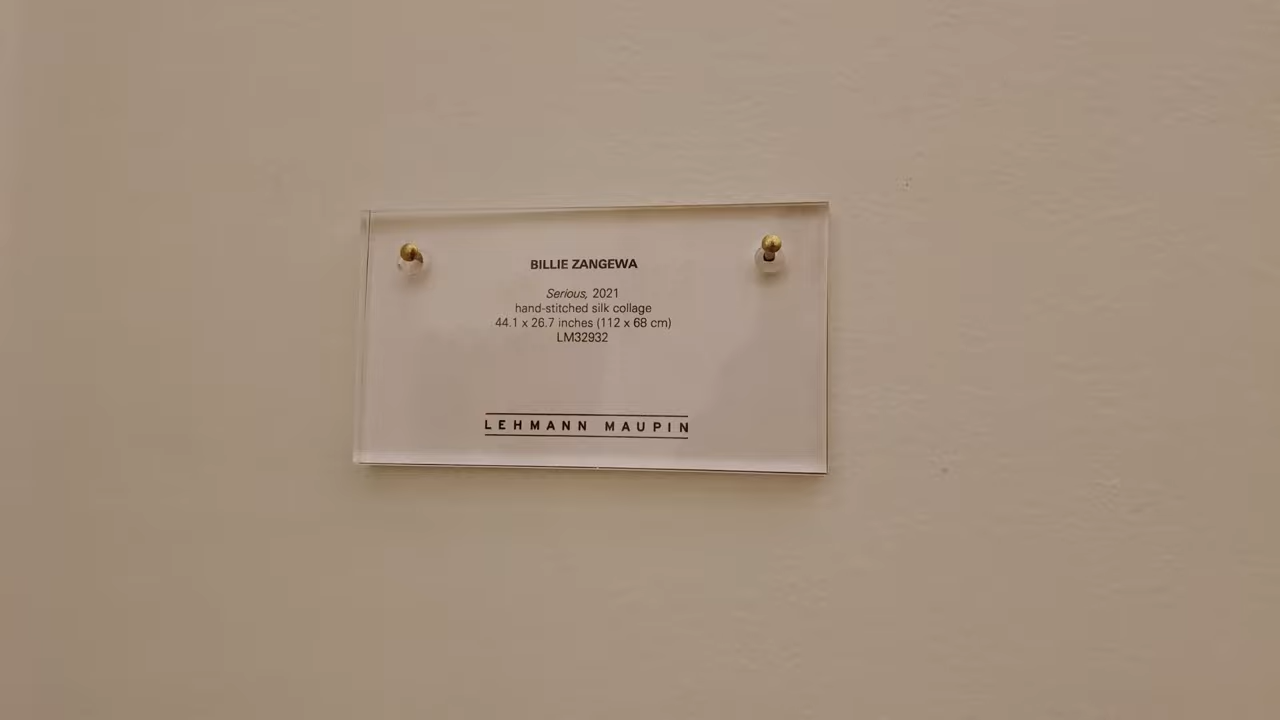 BILLIE ZANGEWA
Serious, 2021
hand-stitched silk collage
44.1 x 26.7 inches (112 x 68 cm)
LM32932
LEHMANN MAUPIN